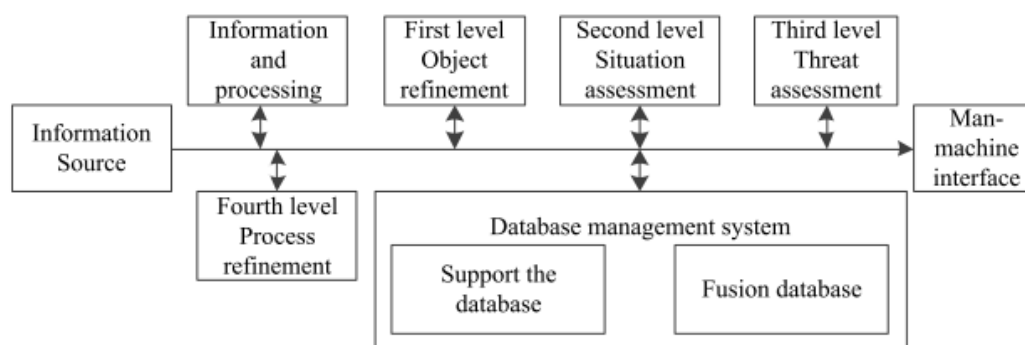 Information
and
processing
First level
Object
refinement
Second level
Situation
assessment
Third level
Threat
assessment
Information
Source
Man-
machine
interface
Fourth level
Process
refinement
Database management system
Support the
database
Fusion database